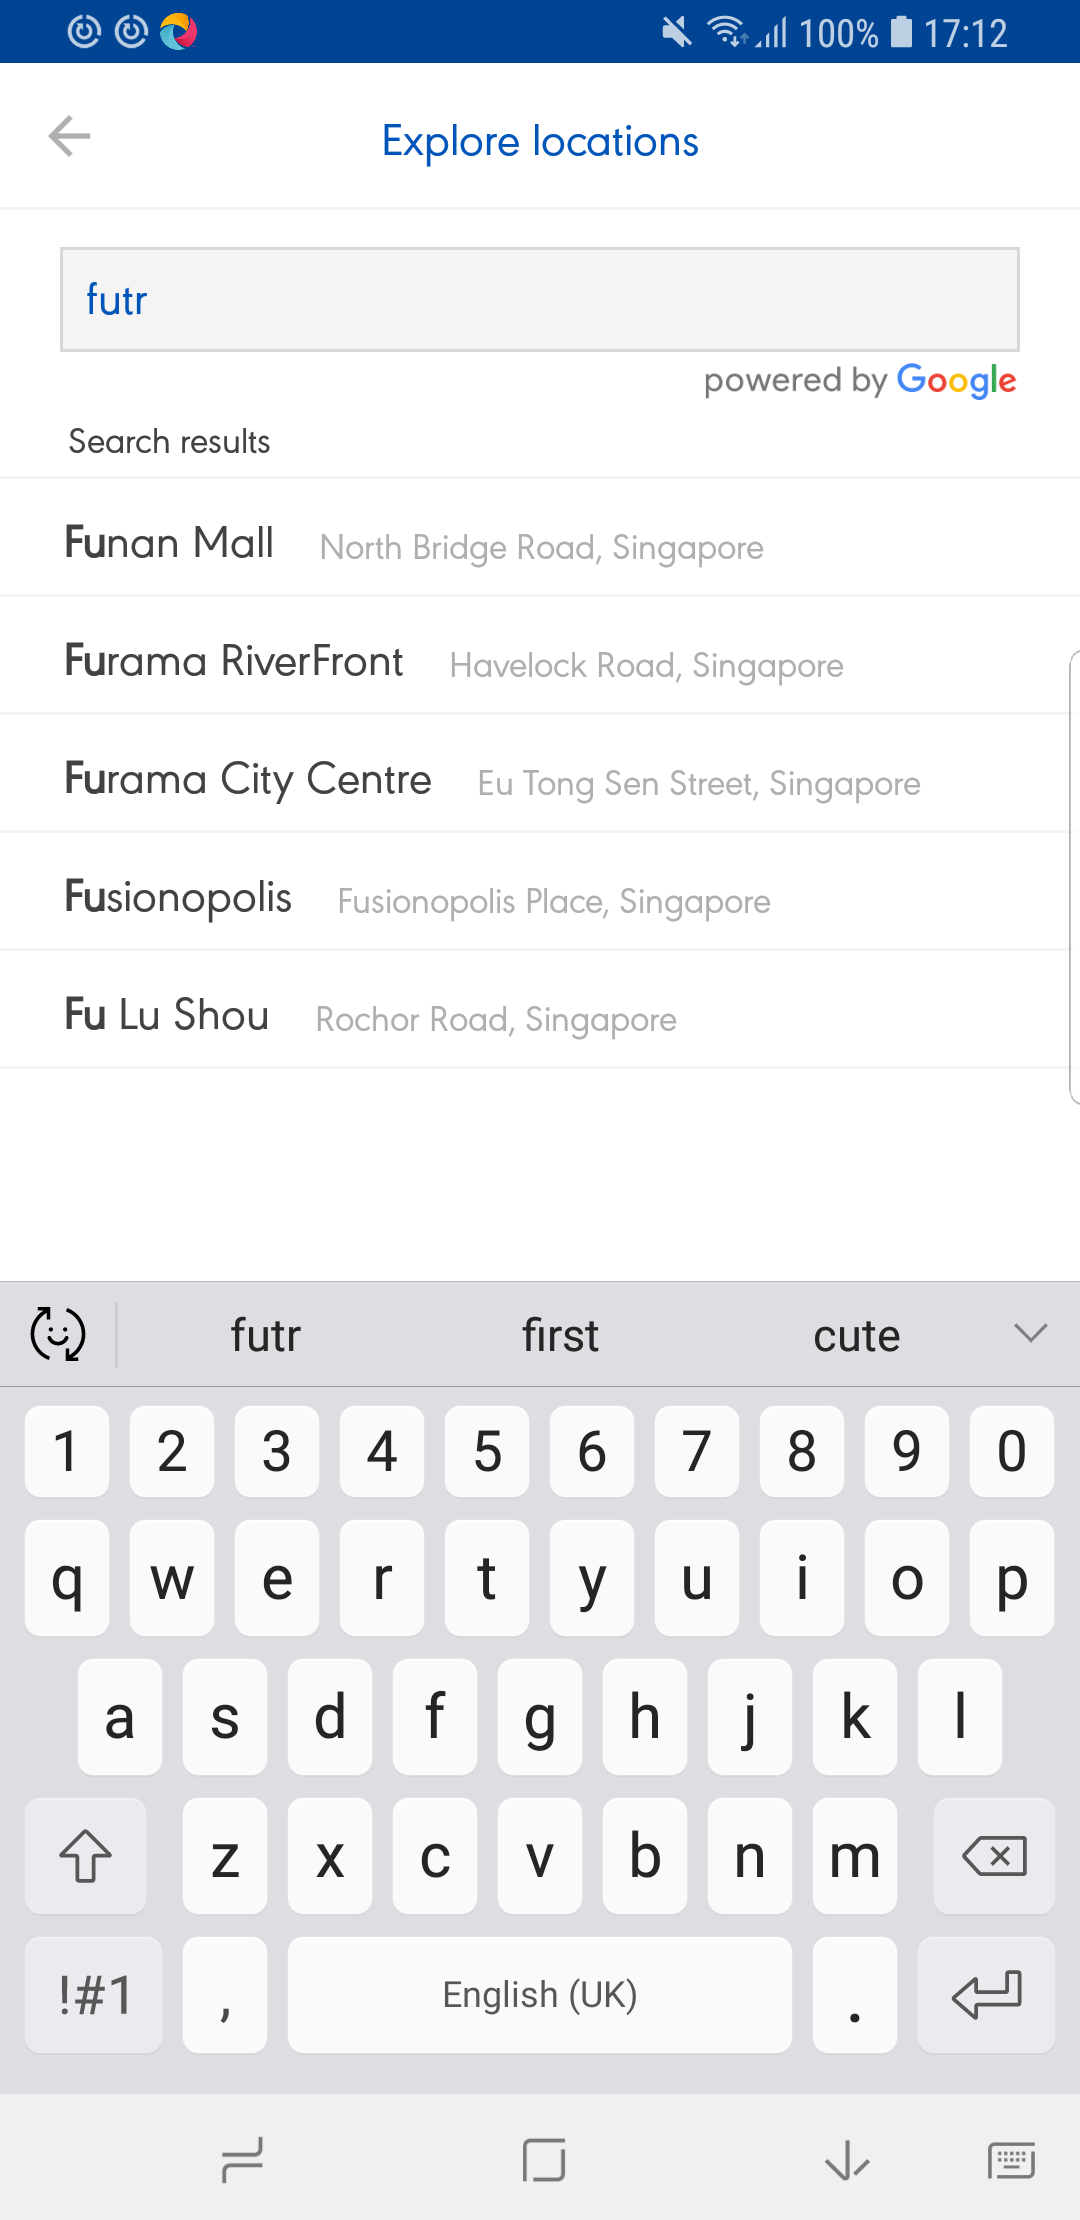 100% 17:12
Explore locations
futr
powered by Google
Search results
Funan Mall North Bridge Road, Singapore
Furama RiverFront Havelock Road, Singapore
Furama City Centre Eu Tong Sen Street, Singapore
Fusionopolis Fusionopolis Place, Singapore
Fu Lu Shou Rochor Road, Singapore
futr first cute
1 2 3 4 5 6 7 8 9 0
q w e r t y u i o p
a s d f g h j k l
z x c v b n m
!#1 , English (UK) .